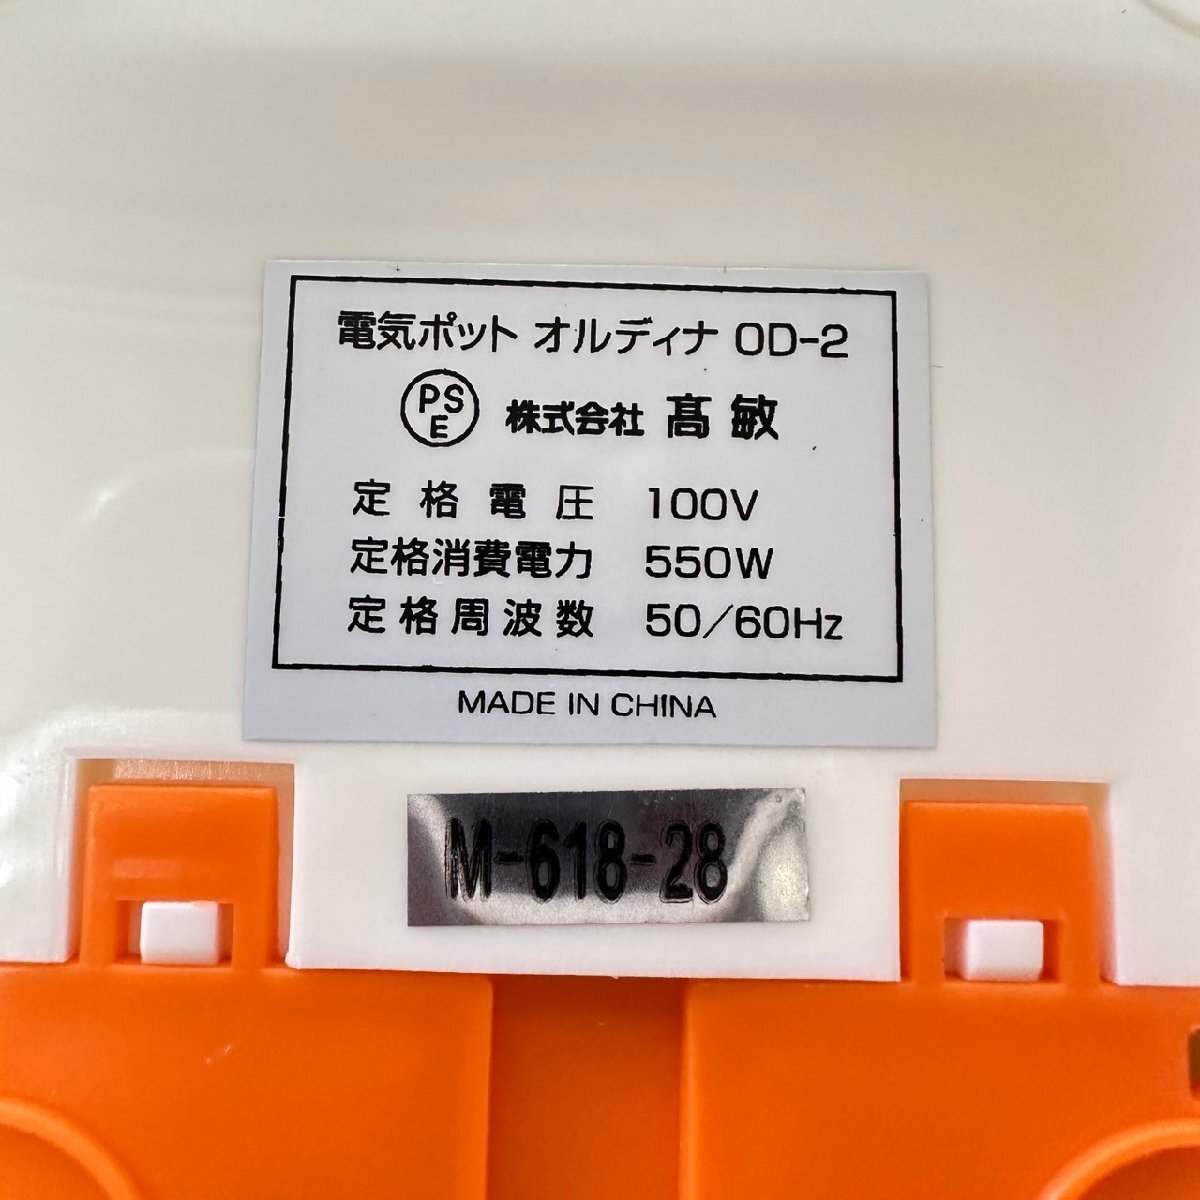 電気ポット オルディナ OD-2
PSE 株式会社 髙敏
定格電圧 100V
定格消費電力 550W
定格周波数 50/60Hz
MADE IN CHINA
M-618-28